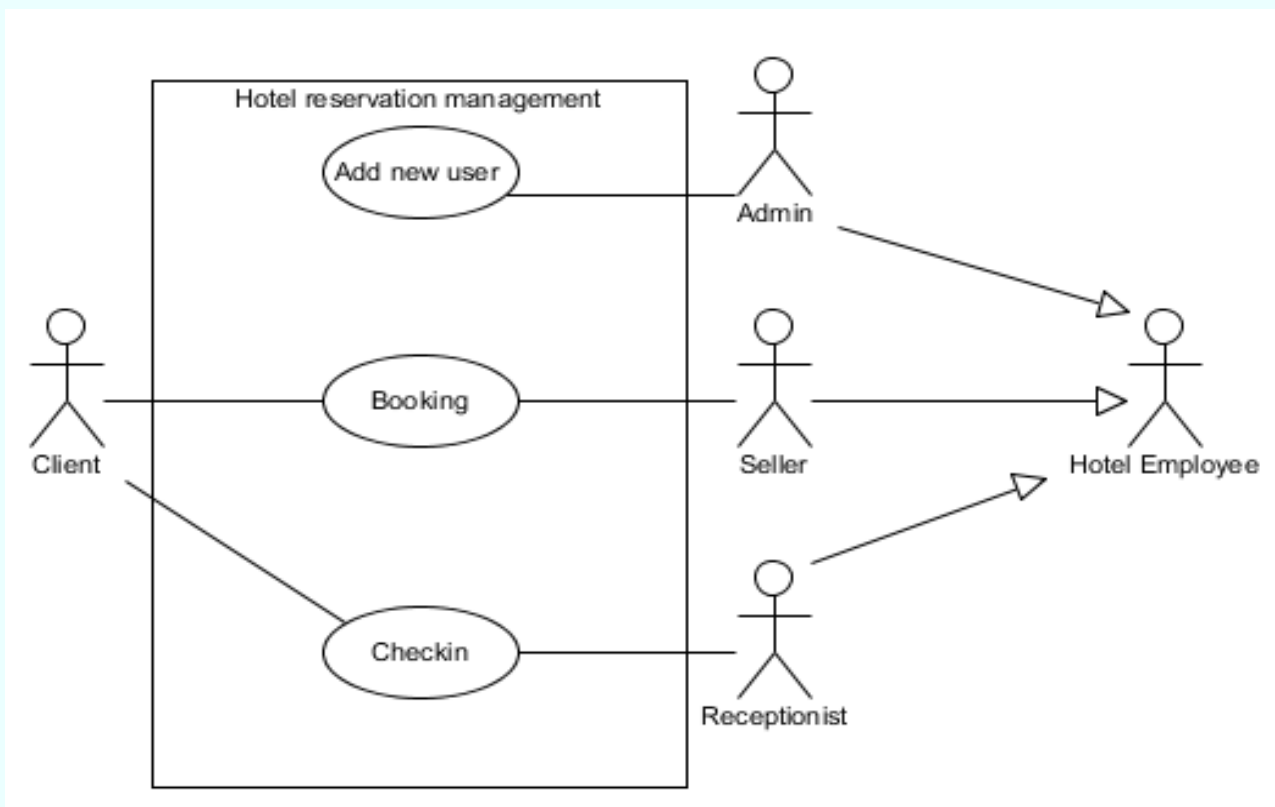 Hotel reservation management
Add new user
Admin
Booking
Client
Seller
Hotel Employee
Checkin
Receptionist